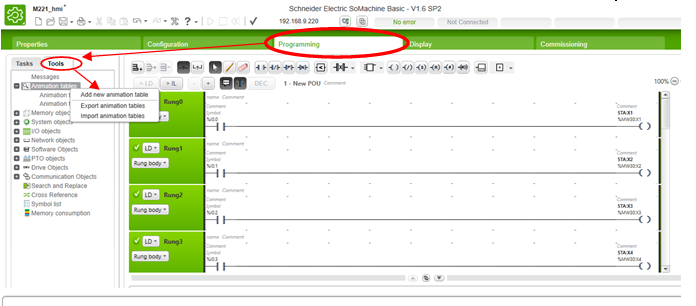 M221_hmi*
Schneider Electric SoMachine Basic - V1.6 SP2
192.168.9.220
No error
Not Connected
Properties
Configuration
Programming
Display
Commissioning
Tasks
Tools
Messages
Animation tables
Animation
Animation
Add new animation table
Export animation tables
Import animation tables
Memory objects
System objects
I/O objects
Network objects
Software Objects
PTO objects
Drive Objects
Communication Objects
Search and Replace
Cross Reference
Symbol list
Memory consumption
> LD
> IL
DEC
1 - New POU
Comment
100%
LD
Rung0
Rung body
name
Comment
Comment
Symbol
%I0.0
Comment
STA:X1
%MW30:X1
LD
Rung1
Rung body
name
Comment
Comment
Symbol
%I0.1
Comment
STA:X2
%MW30:X2
LD
Rung2
Rung body
name
Comment
Comment
Symbol
%I0.2
Comment
STA:X3
%MW30:X3
LD
Rung3
Rung body
name
Comment
Comment
Symbol
%I0.3
Comment
STA:X4
%MW30:X4